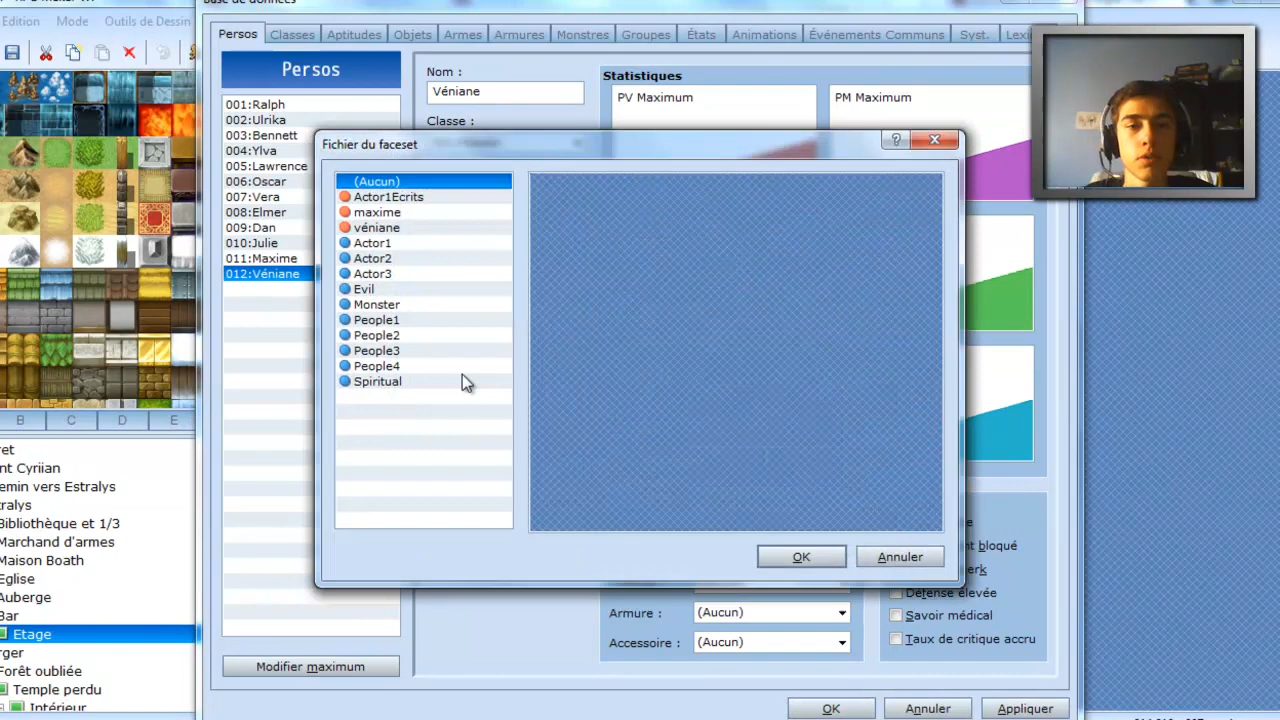 Base de données
Edition Mode Outils de Dessin
Persos Classes Aptitudes Objets Armes Armures Monstres Groupes États Animations Événements Communs Syst.
Persos
001:Ralph
002:Ulrika
003:Bennett
004:Ylva
005:Lawrence
006:Oscar
007:Vera
008:Elmer
009:Dan
010:Julie
011:Maxime
012:Véniane
Modifier maximum
Nom :
Véniane
Classe :
Statistiques
PV Maximum
PM Maximum
Fichier du faceset
(Aucun)
Actor1Ecrits
maxime
véniane
Actor1
Actor2
Actor3
Evil
Monster
People1
People2
People3
People4
Spiritual
OK Annuler
bloqué
Défense élevée
Savoir médical
Taux de critique accru
Armure : (Aucun)
Accessoire : (Aucun)
OK Annuler Appliquer
B C D E
Cyriian
vers Estralys
Bibliothèque et 1/3
Marchand d'armes
Maison Boath
Eglise
Auberge
Bar
Etage
Forêt oubliée
Temple perdu
Intérieur